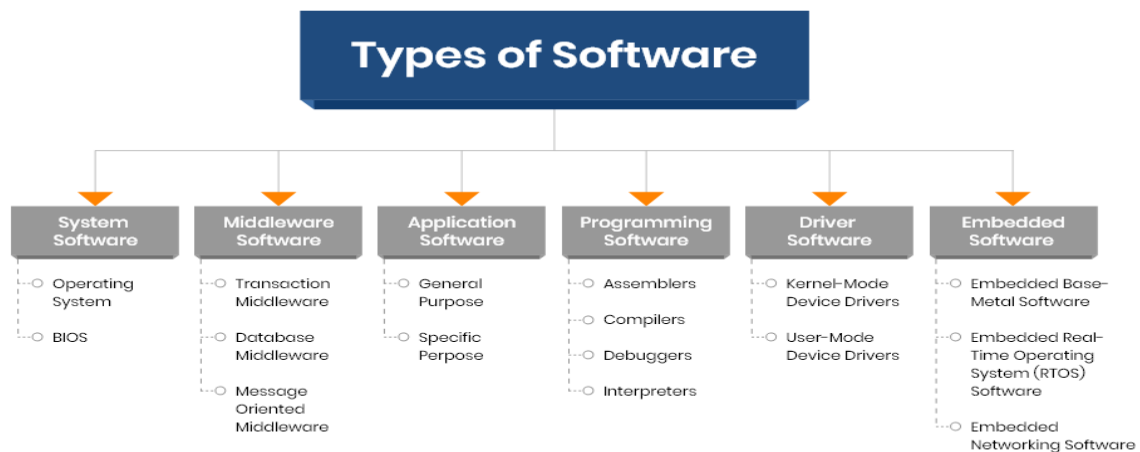 Types of Software
System
Software
Operating
System
BIOS
Middleware
Software
Transaction
Middleware
Database
Middleware
Message
Oriented
Middleware
Application
Software
General
Purpose
Specific
Perpose
Programming
Software
Assemblers
Compilers
Debuggers
Interpreters
Driver
Software
Kernel-Mode
Device Drivers
User-Mode
Device Drivers
Embedded
Software
Embedded Base-
Metal Software
Embedded Real-
Time Operating
System (RTOS)
Software
Embedded
Networking Software